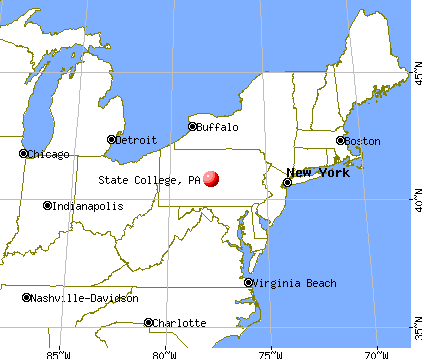 45°N
Buffalo
Detroit
Boston
Chicago
New York
State College, PA
40°N
Indianapolis
Virginia Beach
Nashville-Davidson
Charlotte
35°N
85°W
80°W
75°W
70°W